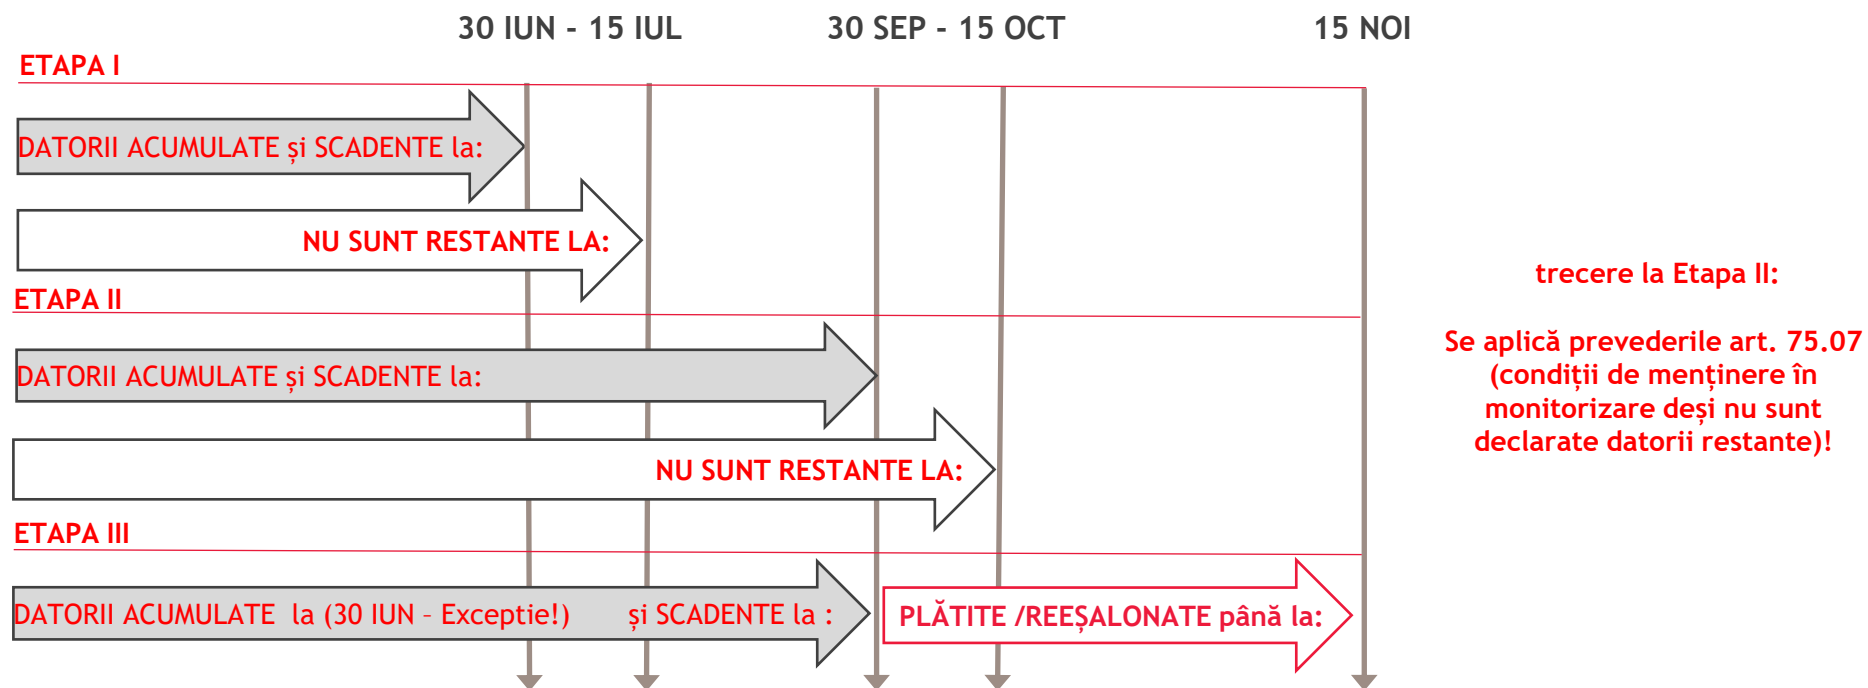 30 IUN - 15 IUL
30 SEP - 15 OCT
15 NOI
ETAPA I
DATORII ACUMULATE și SCADENTE la:
NU SUNT RESTANTE LA:
ETAPA II
DATORII ACUMULATE și SCADENTE la:
NU SUNT RESTANTE LA:
ETAPA III
DATORII ACUMULATE la (30 IUN – Exceptie!) și SCADENTE la :
PLĂTITE /REEȘALONATE până la:
trecere la Etapa II:
Se aplică prevederile art. 75.07
(condiții de menținere în
monitorizare deși nu sunt
declarate datorii restante)!